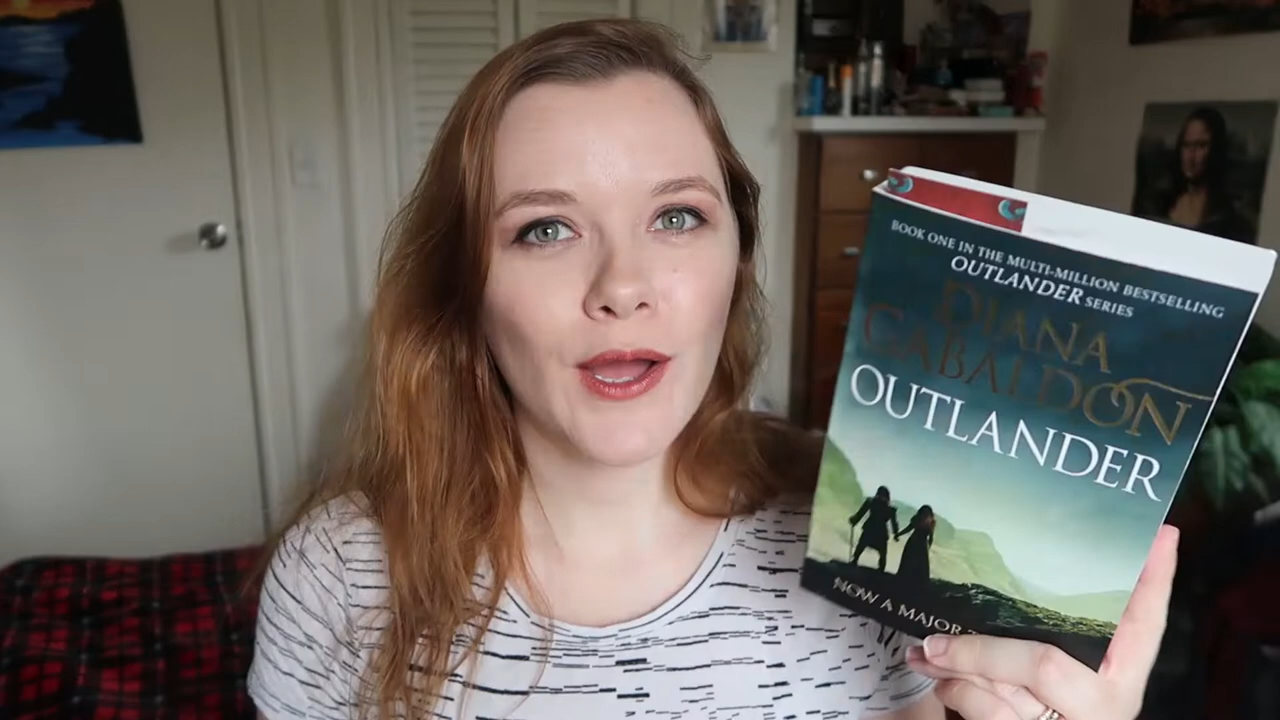 BOOK ONE IN THE MULTI-MILLION BESTSELLING
OUTLANDER SERIES
DIANA
GABALDON
OUTLANDER
NOW A MAJOR